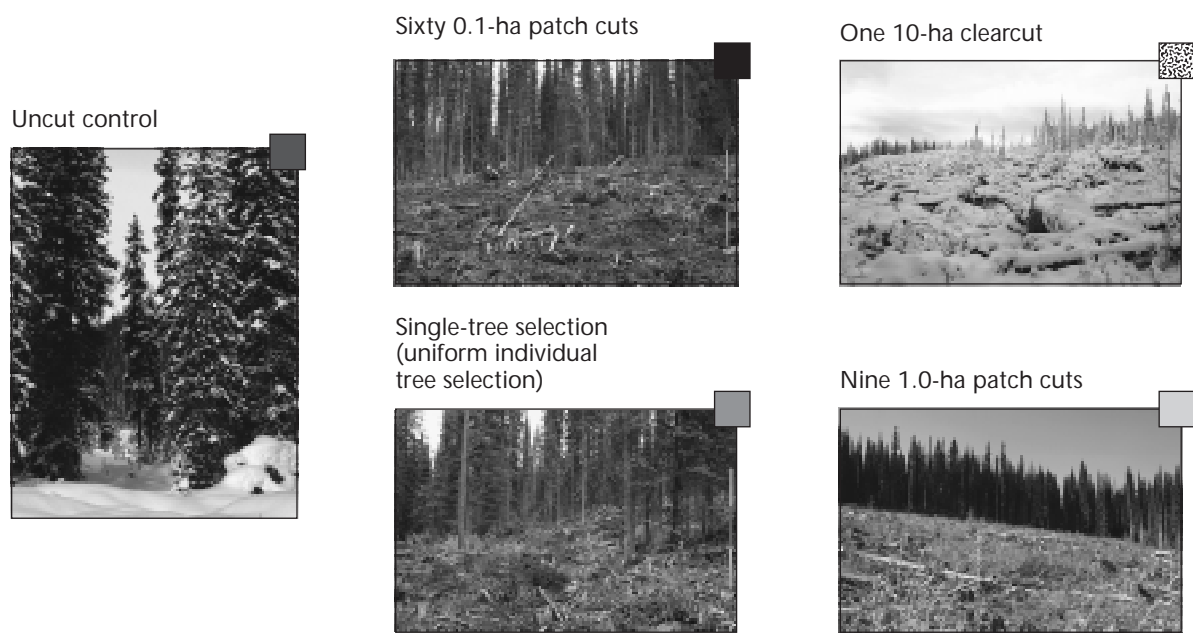 Uncut control
Sixty 0.1-ha patch cuts
One 10-ha clearcut
Single-tree selection
(uniform individual
tree selection)
Nine 1.0-ha patch cuts